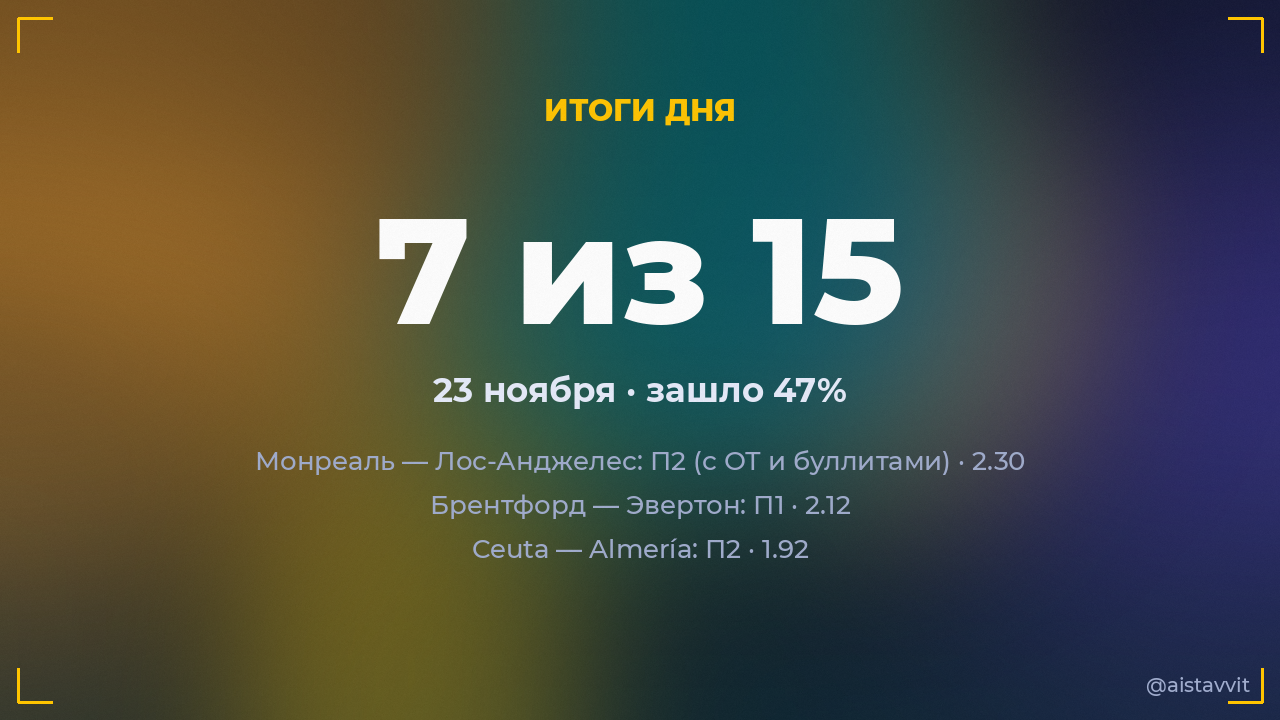 ИТОГИ ДНЯ
7 из 15
23 ноября · зашло 47%
Монреаль — Лос-Анджелес: П2 (с ОТ и буллитами) · 2.30
Брентфорд — Эвертон: П1 · 2.12
Ceuta — Almería: П2 · 1.92
@aistavvit